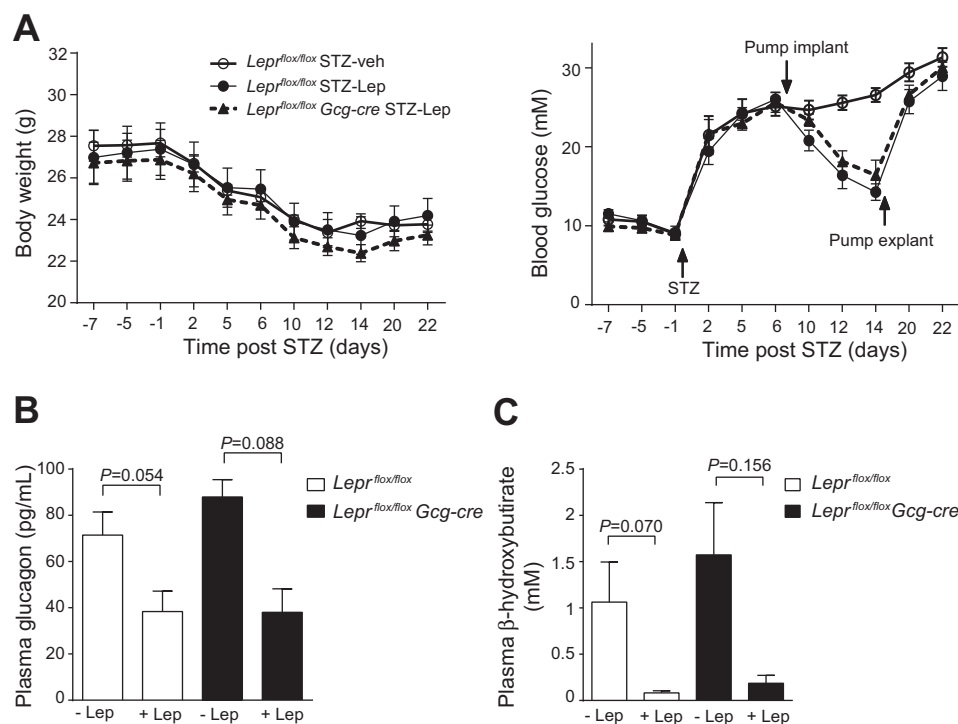 A
Lepr flox/flox STZ-veh
Lepr flox/flox STZ-Lep
Lepr flox/flox Gcg-cre STZ-Lep
Body weight (g)
32
30
28
26
24
22
20
-7 -5 -1 2 5 6 10 12 14 20 22
Time post STZ (days)
Pump implant
Blood glucose (mM)
30
20
10
0
STZ
Pump explant
-7 -5 -1 2 5 6 10 12 14 20 22
Time post STZ (days)
B
Plasma glucagon (pg/mL)
100
80
60
40
20
0
P=0.054
P=0.088
Lepr flox/flox
Lepr flox/flox Gcg-cre
- Lep + Lep - Lep + Lep
C
Plasma β-hydroxybutirate
(mM)
2.5
2
1.5
1
0.5
0
P=0.070
P=0.156
Lepr flox/flox
Lepr flox/flox Gcg-cre
- Lep + Lep - Lep + Lep